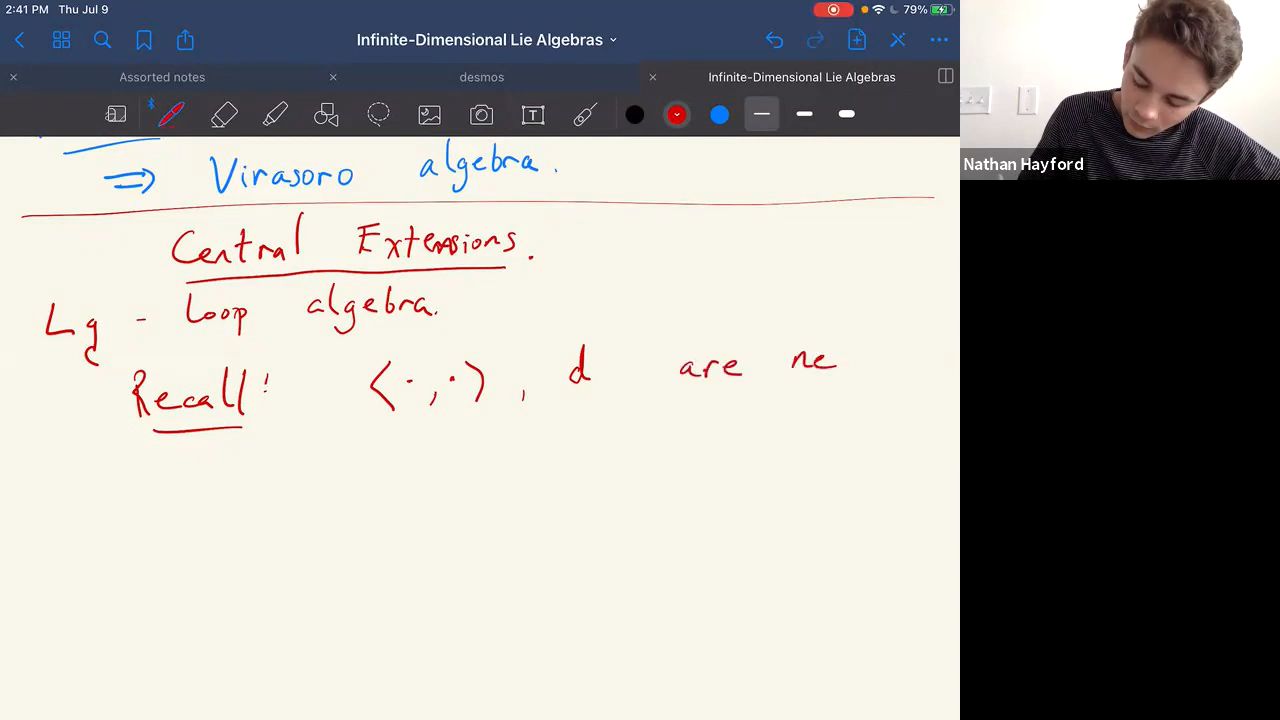 2:41 PM Thu Jul 9
79%
Infinite-Dimensional Lie Algebras
Assorted notes
desmos
Infinite-Dimensional Lie Algebras
Nathan Hayford
⇒ Virasoro algebra.
Central Extensions.
Lg - Loop algebra.
Recall: ⟨·,·⟩, d are ne